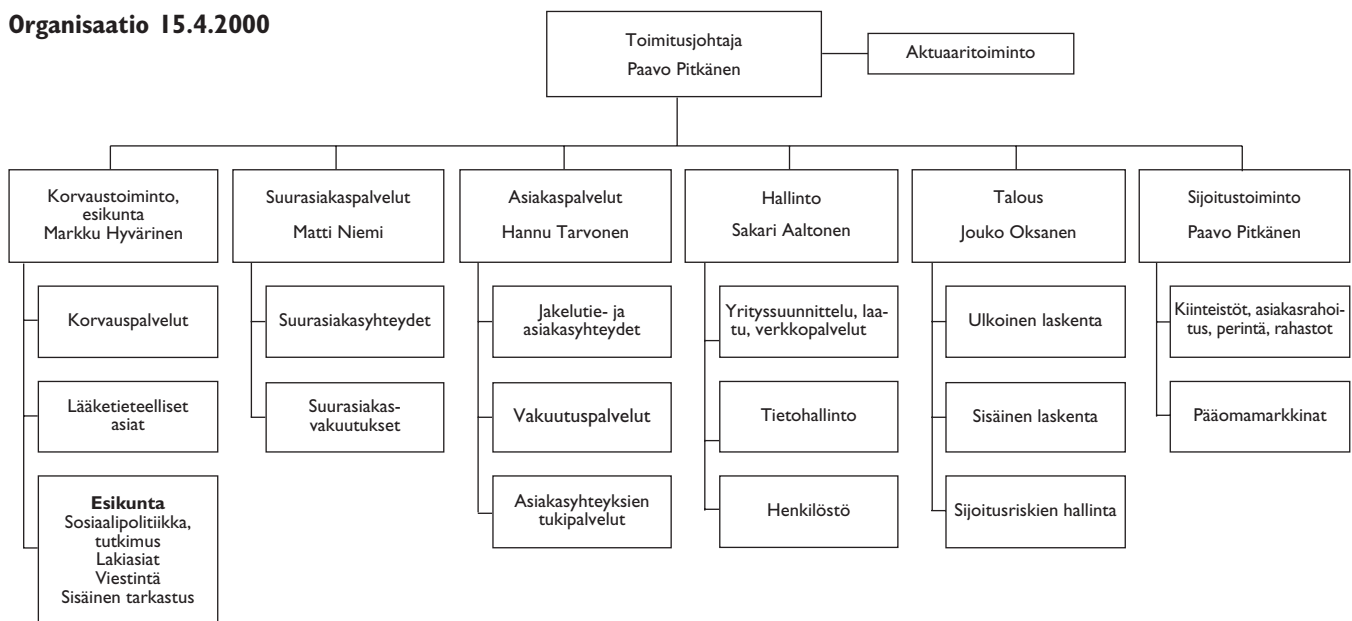 Organisaatio 15.4.2000
Toimitusjohtaja
Paavo Pitkänen
Aktuaaritoiminto
Korvaustoiminto,
esikunta
Markku Hyvärinen
Suurasiakaspalvelut
Matti Niemi
Asiakaspalvelut
Hannu Tarvonen
Hallinto
Sakari Aaltonen
Talous
Jouko Oksanen
Sijoitustoiminto
Paavo Pitkänen
Korvauspalvelut
Lääketieteelliset
asiat
Esikunta
Sosiaalipolitiikka,
tutkimus
Lakiasiat
Viestintä
Sisäinen tarkastus
Suurasiakasyhteydet
Suurasiakas-
vakuutukset
Jakelutie- ja
asiakasyhteydet
Vakuutuspalvelut
Asiakasyhteyksien
tukipalvelut
Yrityssuunnittelu, laa-
tu, verkkopalvelut
Tietohallinto
Henkilöstö
Ulkoinen laskenta
Sisäinen laskenta
Sijoitusriskien hallinta
Kiinteistöt, asiakasrahoi-
tus, perintä, rahastot
Pääomamarkkinat